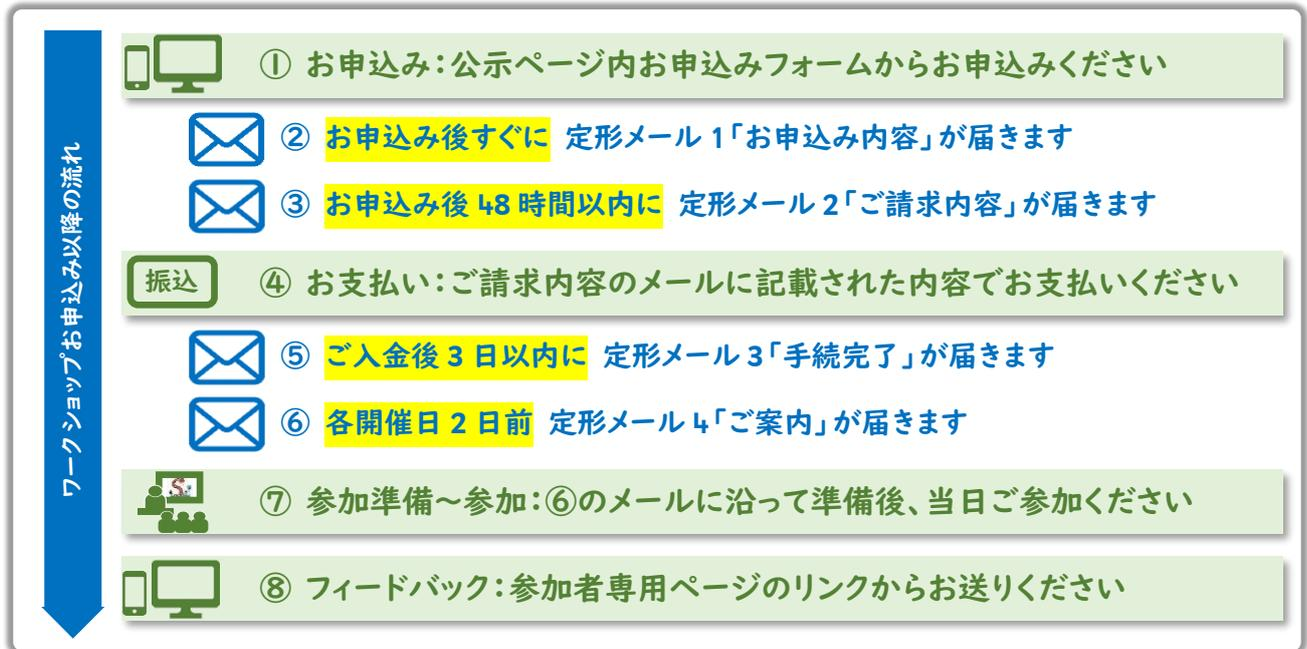 ワークショップお申込み以降の流れ
① お申込み：公示ページ内お申込みフォームからお申込みください
② お申込み後すぐに 定形メール 1「お申込み内容」が届きます
③ お申込み後 48 時間以内に 定形メール 2「ご請求内容」が届きます
振込 ④ お支払い：ご請求内容のメールに記載された内容でお支払いください
⑤ ご入金後 3 日以内に 定形メール 3「手続完了」が届きます
⑥ 各開催日 2 日前 定形メール 4「ご案内」が届きます
⑦ 参加準備～参加：⑥のメールに沿って準備後、当日ご参加ください
⑧ フィードバック：参加者専用ページのリンクからお送りください